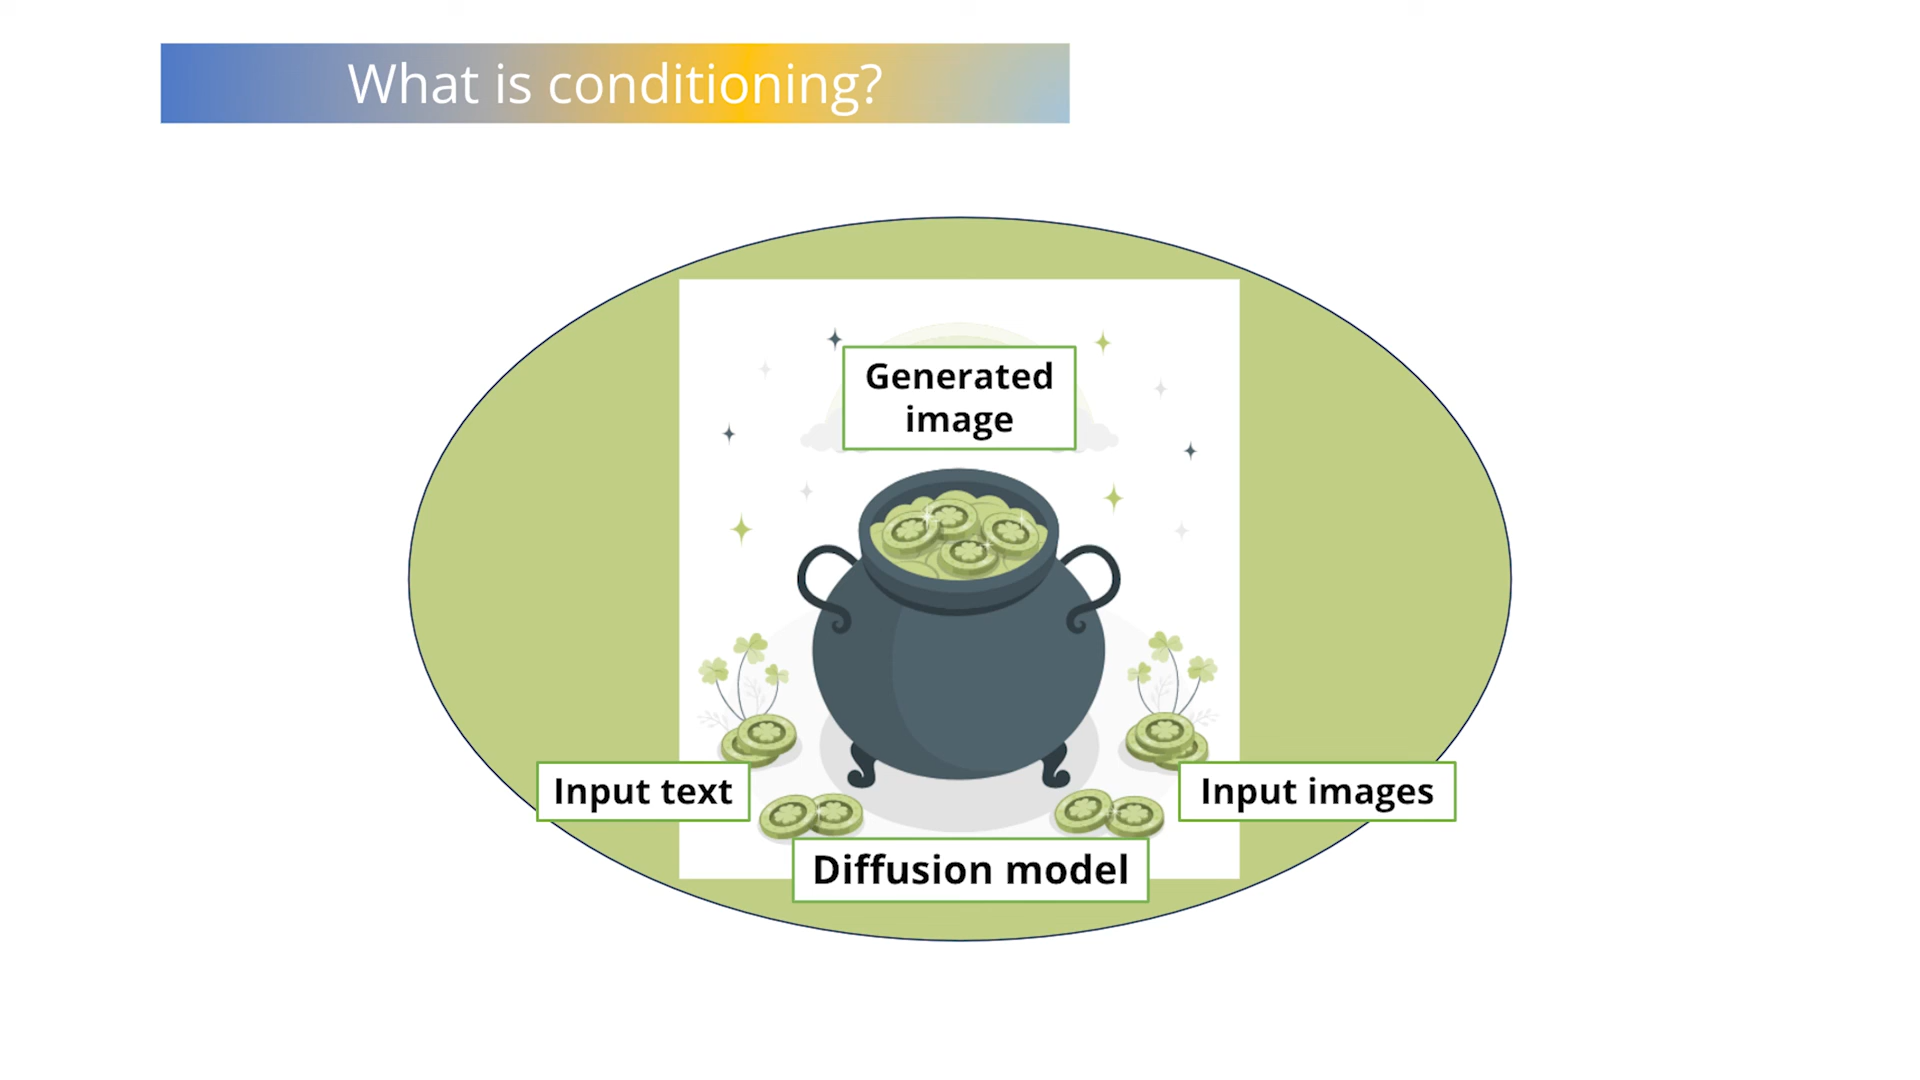 What is conditioning?
Generated
image
Input text
Input images
Diffusion model